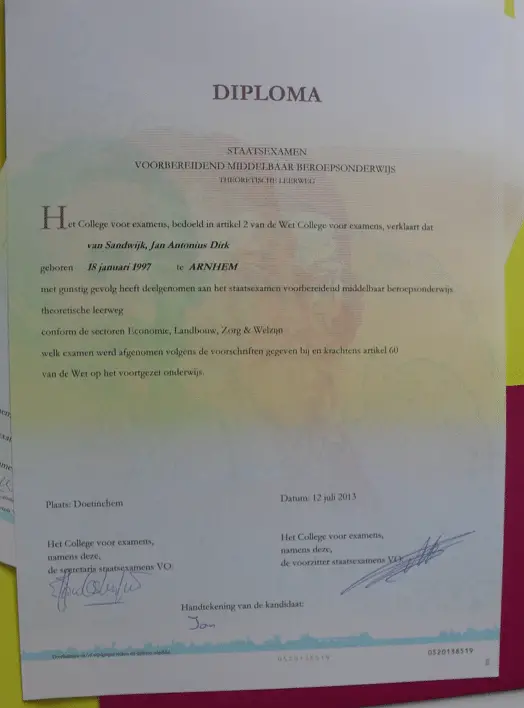 DIPLOMA
STAATSEXAMEN
VOORBEREIDEND MIDDELBAAR BEROEPSONDERWIJS
THEORETISCHE LEERWEG
Het College voor examens, bedoeld in artikel 2 van de Wet College voor examens, verklaart dat
van Sandwijk, Jan Antonius Dirk
geboren 18 januari 1997 te ARNHEM
met gunstig gevolg heeft deelgenomen aan het staatsexamen voorbereidend middelbaar beroepsonderwijs
theoretische leerweg
conform de sectoren Economie, Landbouw, Zorg & Welzijn
welk examen werd afgenomen volgens de voorschriften gegeven bij en krachtens artikel 60
van de Wet op het voortgezet onderwijs.
Plaats: Doetinchem
Datum: 12 juli 2013
Het College voor examens,
namens deze,
de secretaris staatsexamens VO:
Het College voor examens,
namens deze,
de voorzitter staatsexamens VO:
Handtekening van de kandidaat:
Jan
0520136519
0520136519